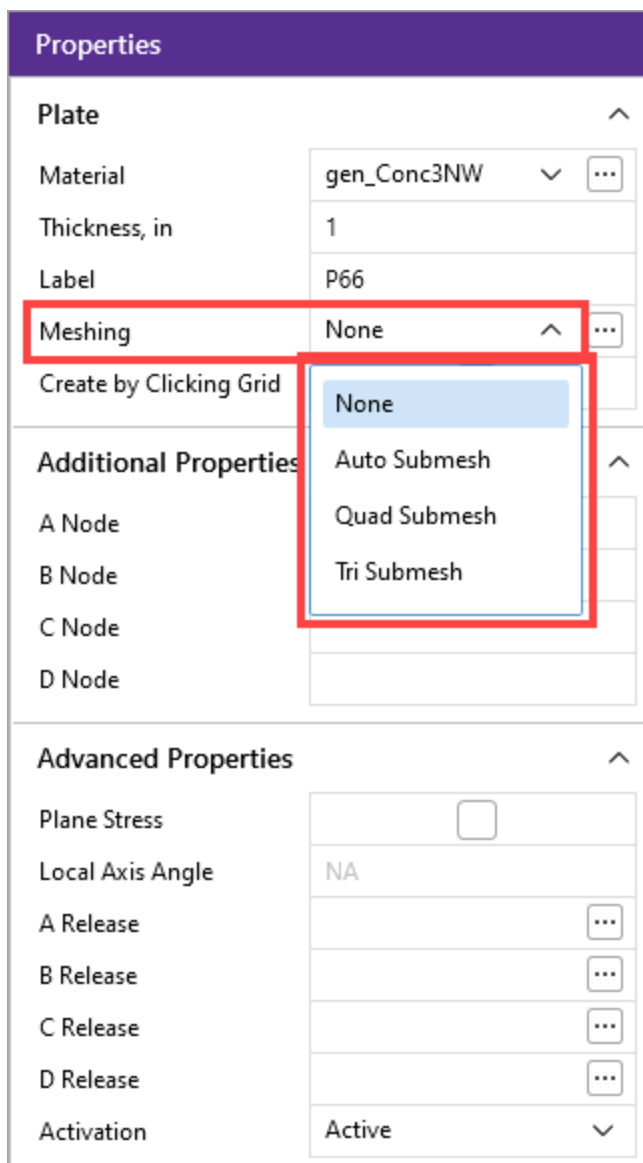 Properties
Plate
Material gen_Conc3NW ...
Thickness, in 1
Label P66
Meshing None ...
Create by Clicking Grid
None
Additional Properties
Auto Submesh
A Node
Quad Submesh
B Node
Tri Submesh
C Node
D Node
Advanced Properties
Plane Stress
Local Axis Angle NA
A Release ...
B Release ...
C Release ...
D Release ...
Activation Active